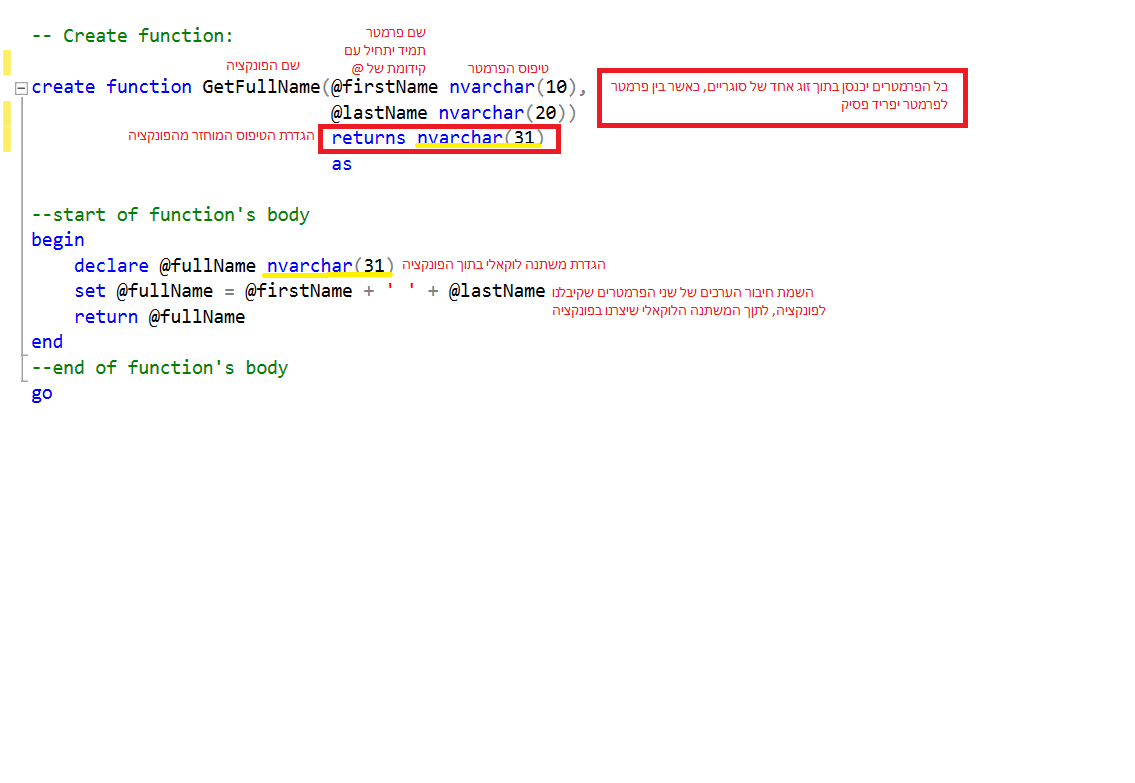 -- Create function:
שם פרמטר
תמיד יתחיל עם
קידומת של @
שם הפונקציה
טיפוס הפרמטר
create function GetFullName(@firstName nvarchar(10),
כל הפרמטרים יכנסו בתוך זוג אחד של סוגריים, כאשר בין פרמטר
לפרמטר יפריד פסיק
@lastName nvarchar(20))
הגדרת הטיפוס המוחזר מהפונקציה
returns nvarchar(31)
as
--start of function's body
begin
declare @fullName nvarchar(31) הגדרת משתנה לוקאלי בתוך הפונקציה
set @fullName = @firstName + ' ' + @lastName השמת חיבור הערכים של שני הפרמטרים שקיבלנו
לפונקציה, לתוך המשתנה הלוקאלי שיצרנו בפונקציה
return @fullName
end
--end of function's body
go